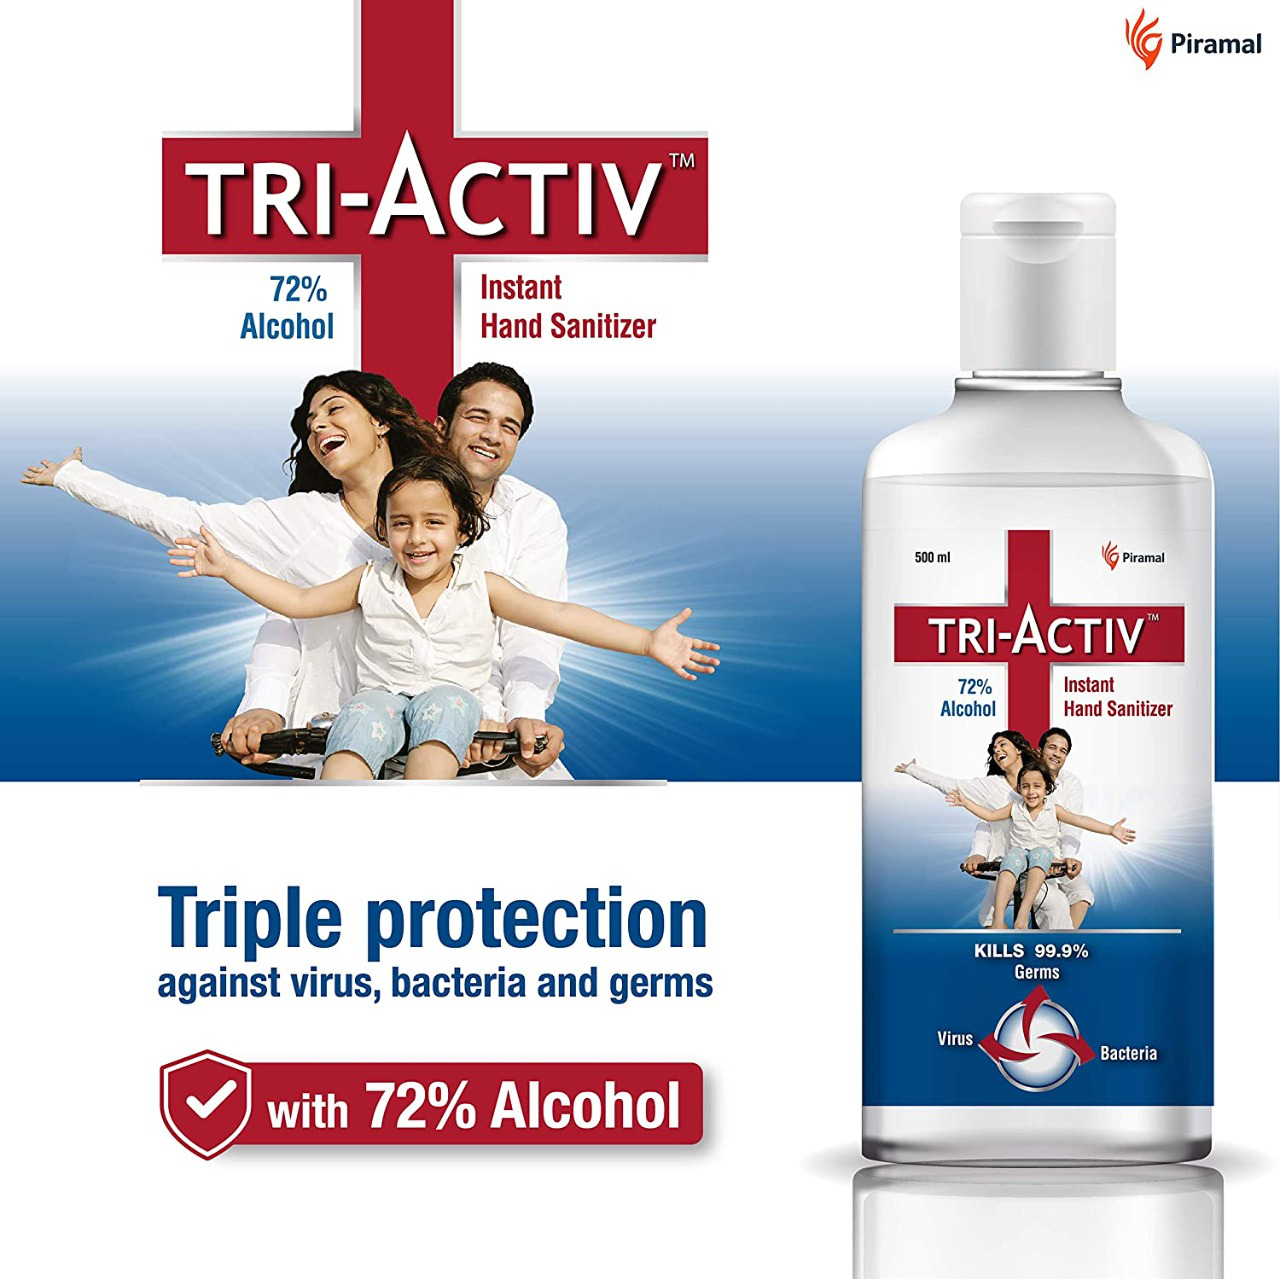 Piramal
TRI-ACTIV™
72%
Alcohol
Instant
Hand Sanitizer
Triple protection
against virus, bacteria and germs
with 72% Alcohol
500 ml
Piramal
TRI-ACTIV™
72%
Alcohol
Instant
Hand Sanitizer
KILLS 99.9%
Germs
Virus
Bacteria